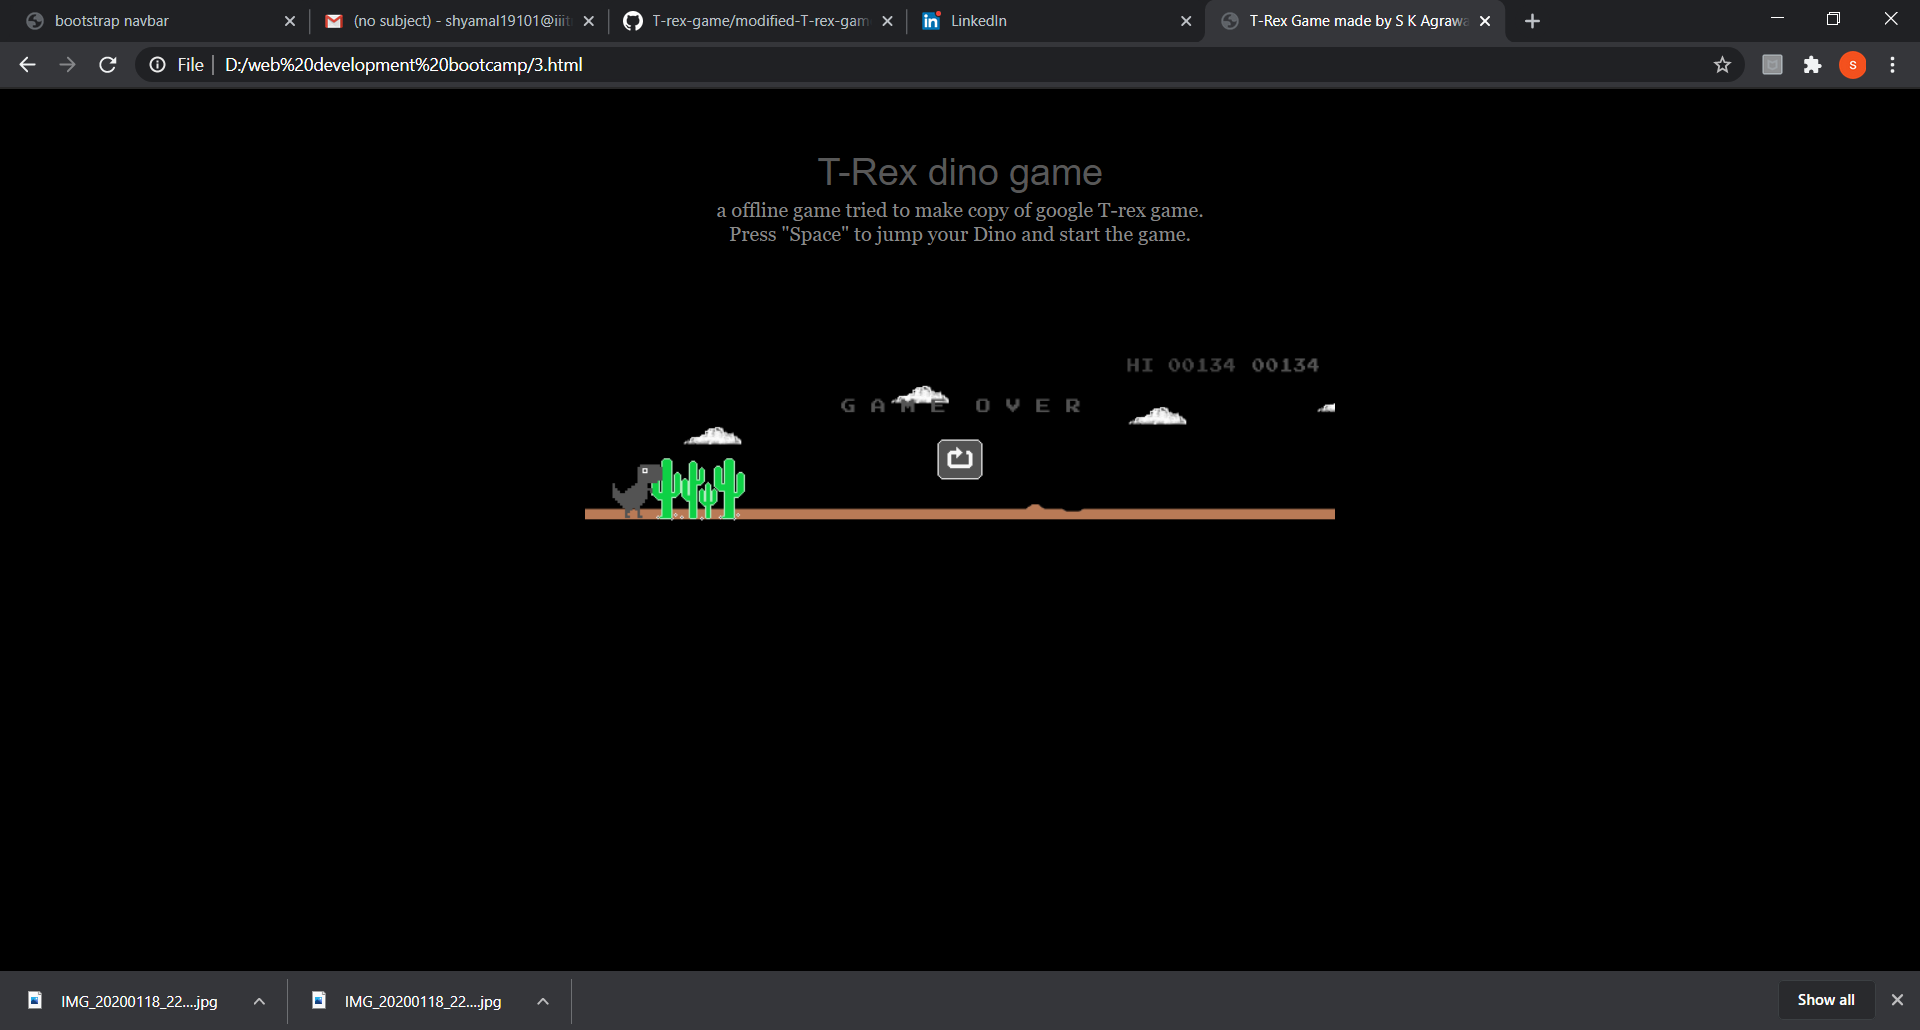 bootstrap navbar
(no subject) - shyamal19101@iiit
T-rex-game/modified-T-rex-gam
LinkedIn
T-Rex Game made by S K Agrawa
File
D:/web%20development%20bootcamp/3.html
s
T-Rex dino game
a offline game tried to make copy of google T-rex game.
Press "Space" to jump your Dino and start the game.
HI 00134 00134
GAME OVER
IMG_20200118_22....jpg
IMG_20200118_22....jpg
Show all